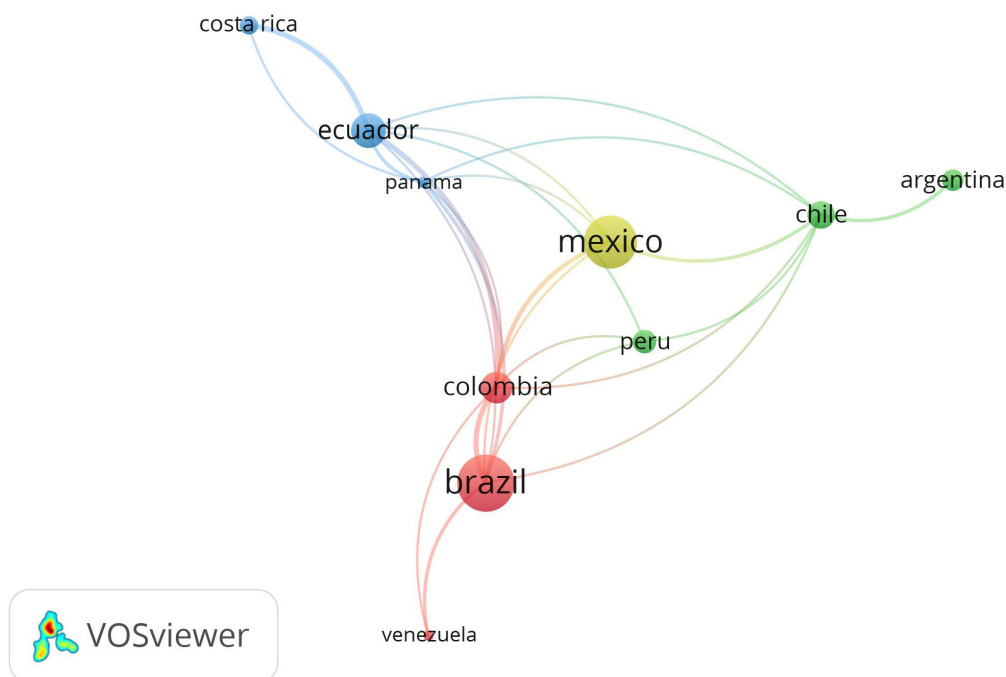 costa rica
ecuador
panama
argentina
chile
mexico
peru
colombia
brazil
venezuela
VOSviewer